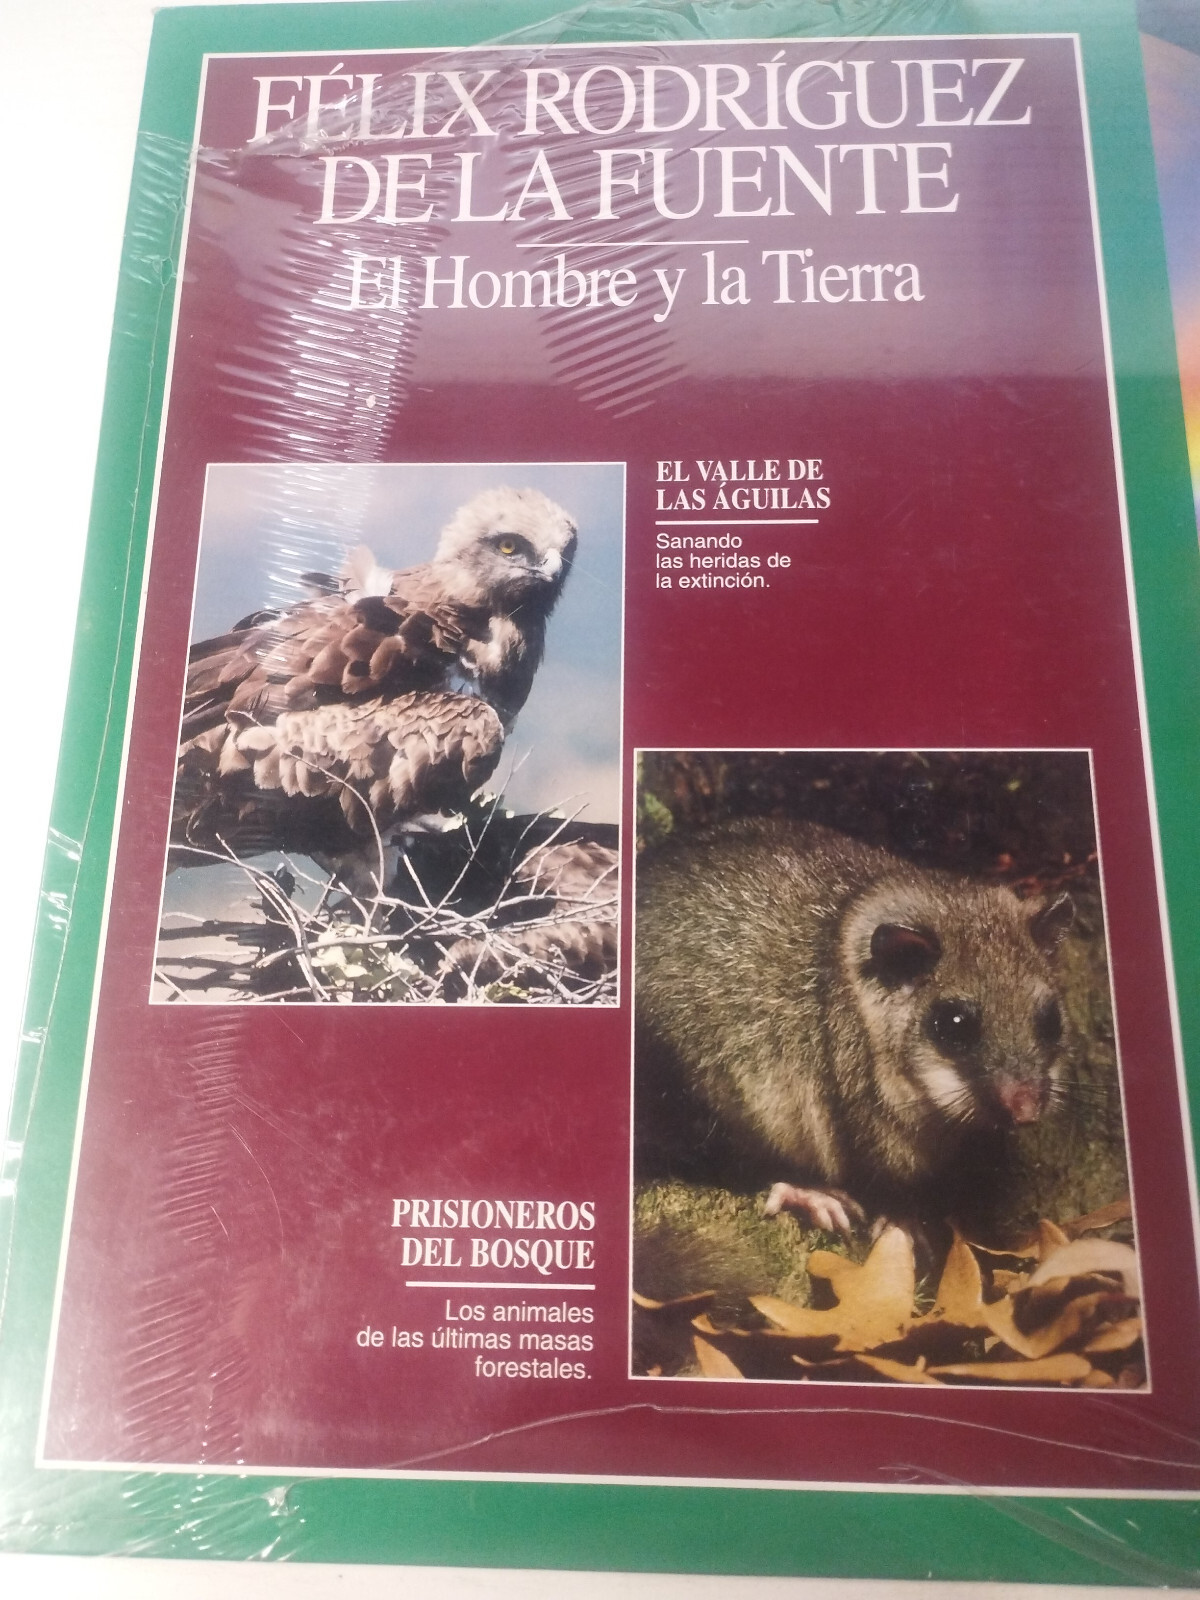 FÉLIX RODRÍGUEZ
DE LA FUENTE
El Hombre y la Tierra
EL VALLE DE
LAS ÁGUILAS
Sanando
las heridas de
la extinción.
PRISIONEROS
DEL BOSQUE
Los animales
de las últimas masas
forestales.